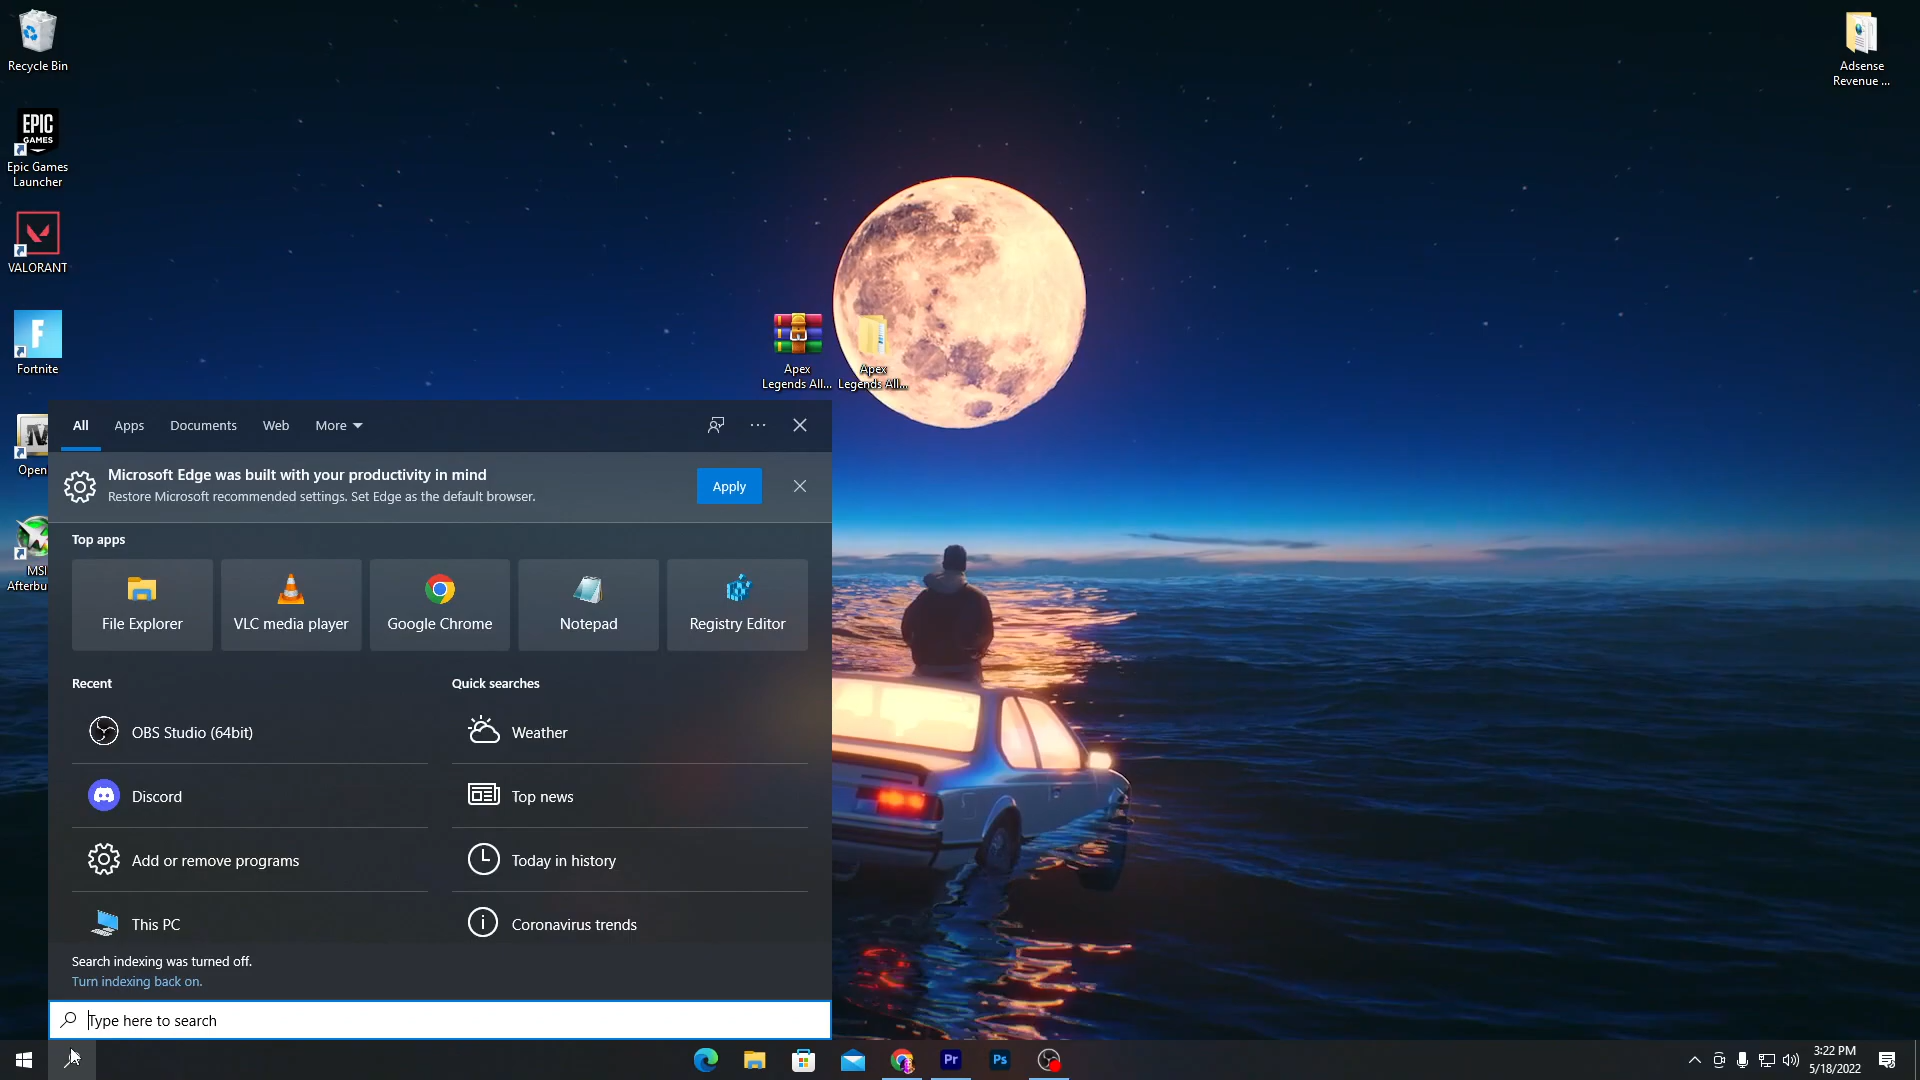 Recycle Bin
EPIC
GAMES
Epic Games
Launcher
VALORANT
F
Fortnite
Open
MSI
Afterbu
Adsense
Revenue ...
Apex
Legends All...
Apex
Legends All...
All
Apps
Documents
Web
More
Microsoft Edge was built with your productivity in mind
Restore Microsoft recommended settings. Set Edge as the default browser.
Apply
Top apps
File Explorer
VLC media player
Google Chrome
Notepad
Registry Editor
Recent
Quick searches
OBS Studio (64bit)
Weather
Discord
Top news
Add or remove programs
Today in history
This PC
Coronavirus trends
Search indexing was turned off.
Turn indexing back on.
Type here to search
Pr
Ps
3:22 PM
5/18/2022